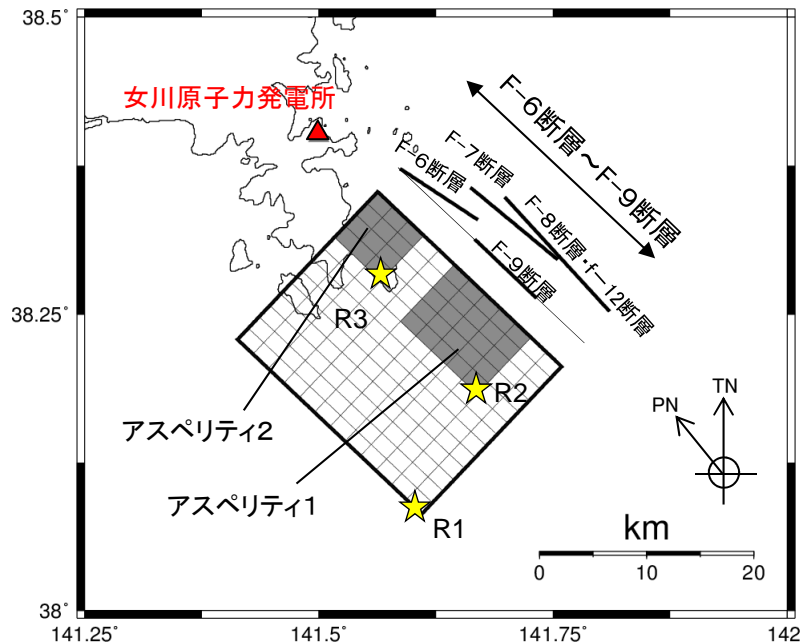 38.5°
女川原子力発電所
F-6断層～F-9断層
F-7断層
F-6断層
F-8断層・f-12断層
F-9断層
38.25°
R3
R2
TN
PN
アスペリティ2
アスペリティ1
R1
km
0 10 20
38°
141.25° 141.5° 141.75° 142